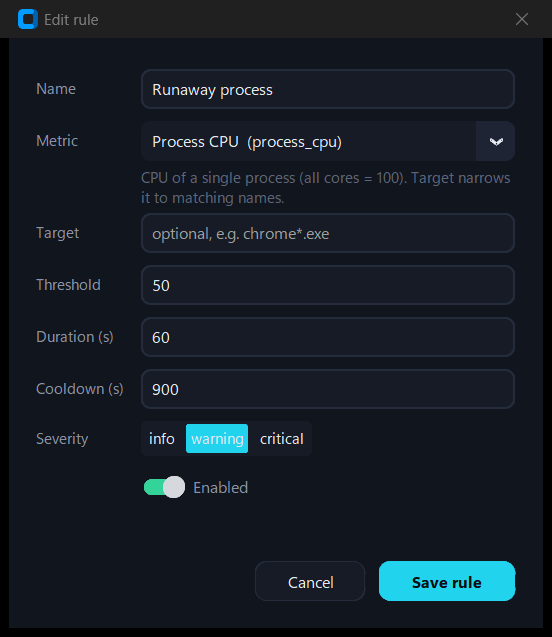 Edit rule
Name
Runaway process
Metric
Process CPU (process_cpu)
CPU of a single process (all cores = 100). Target narrows
it to matching names.
Target
optional, e.g. chrome*.exe
Threshold
50
Duration (s)
60
Cooldown (s)
900
Severity
info warning critical
Enabled
Cancel Save rule